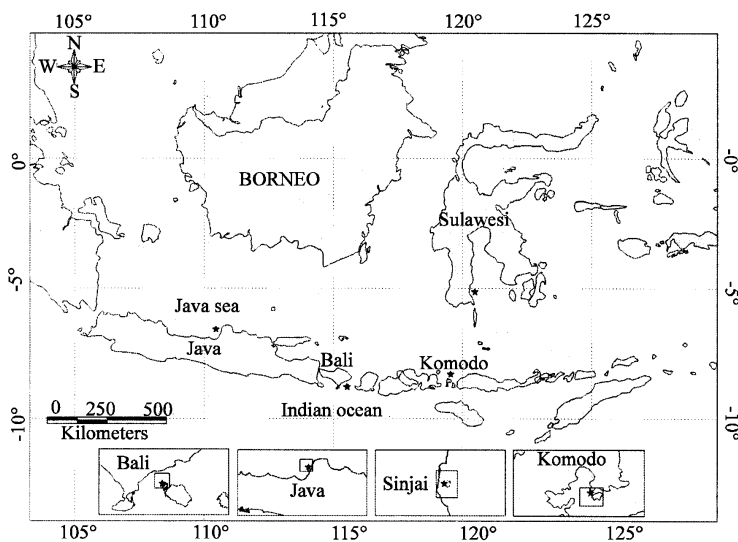 105° 110° 115° 120° 125°
N
W E
S
0° -0°
BORNEO
Sulawesi
-5° -5°
Java sea
Java
Bali
Komodo
0 250 500
Kilometers
Indian ocean
-10° -10°
Bali
Java
Sinjai
Komodo
105° 110° 115° 120° 125°